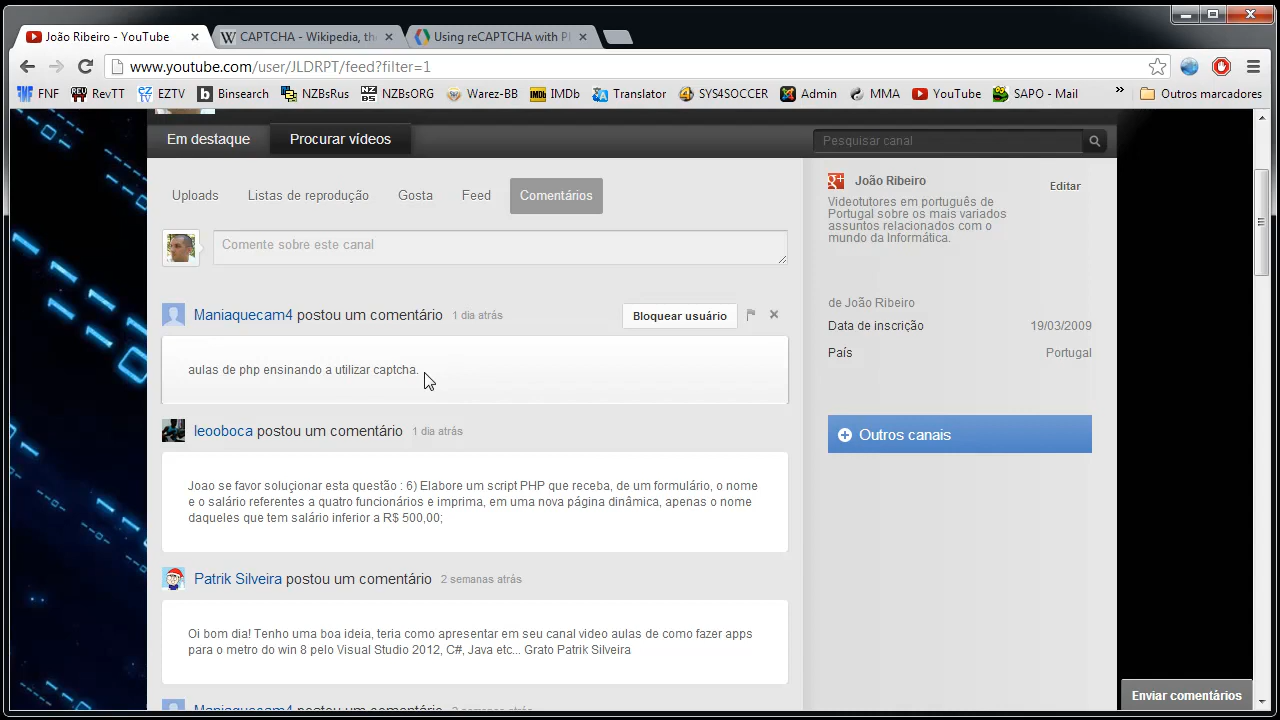 João Ribeiro - YouTube
CAPTCHA - Wikipedia, the
Using reCAPTCHA with P
www.youtube.com/user/JLDRPT/feed?filter=1
FNF RevTT EZTV Binsearch NZBsRus NZBsORG Warez-BB IMDb Translator SYS4SOCCER Admin MMA YouTube SAPO - Mail » Outros marcadores
Em destaque Procurar vídeos
Pesquisar canal
Uploads Listas de reprodução Gosta Feed Comentários
Comente sobre este canal
Maniaquecam4 postou um comentário 1 dia atrás
Bloquear usuário
aulas de php ensinando a utilizar captcha.
leooboca postou um comentário 1 dia atrás
Joao se favor soluçionar esta questão : 6) Elabore um script PHP que receba, de um formulário, o nome
e o salário referentes a quatro funcionários e imprima, em uma nova página dinâmica, apenas o nome
daqueles que tem salário inferior a R$ 500,00;
Patrik Silveira postou um comentário 2 semanas atrás
Oi bom dia! Tenho uma boa ideia, teria como apresentar em seu canal video aulas de como fazer apps
para o metro do win 8 pelo Visual Studio 2012, C#, Java etc... Grato Patrik Silveira
Maniaquecam4 postou um comentário
João Ribeiro
Editar
Videotutores em português de
Portugal sobre os mais variados
assuntos relacionados com o
mundo da Informática.
de João Ribeiro
Data de inscrição 19/03/2009
País Portugal
Outros canais
Enviar comentários